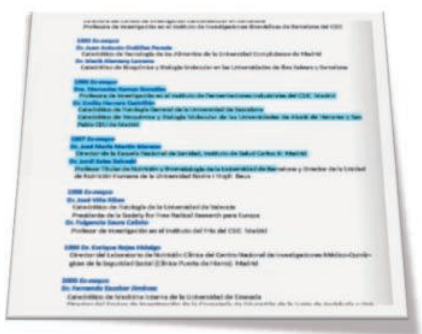 Profesora de Investigación en el Instituto de Investigaciones Biomédicas de Barcelona del CSIC
1995 Ex-aequo
Dr. Juan Antonio Ordóñez Pereda
Catedrático de Tecnología de los Alimentos de la Universidad Complutense de Madrid
Dr. Marià Alemany Lamana
Catedrático de Bioquímica y Biología Molecular en las Universidades de Illes Balears y Barcelona
1996 Ex-aequo
Dra. Mercedes Ramos González
Profesora de Investigación en el Instituto de Fermentaciones Industriales del CSIC Madrid
Dr. Emilio Herrera Castillón
Catedrático de Fisiología General de la Universidad de Barcelona
Catedrático de Bioquímica y Biología Molecular de las Universidades de Alcalá de Henares y San
Pablo CEU de Madrid
1997 Ex-aequo
Dr. José María Martín Moreno
Director de la Escuela Nacional de Sanidad, Instituto de Salud Carlos III Madrid
Dr. Jordi Salas Salvadó
Profesor Titular de Nutrición y Bromatología de la Universidad de Barcelona y Director de la Unidad
de Nutrición Humana de la Universidad Rovira i Virgili Reus
1998 Ex-aequo
Dr. José Viña Ribes
Catedrático de Fisiología de la Universidad de Valencia
Presidente de la Society for Free Radical Research para Europa
Dr. Fulgencio Saura Calixto
Profesor de Investigación en el Instituto del Frío del CSIC Madrid
1999 Dr. Enrique Rojas Hidalgo
Director del Laboratorio de Nutrición Clínica del Centro Nacional de Investigaciones Médico-Quirúr-
gicas de la Seguridad Social (Clínica Puerta de Hierro) Madrid
2000 Ex-aequo
Dr. Fernando Escobar Jiménez
Catedrático de Medicina Interna de la Universidad de Granada